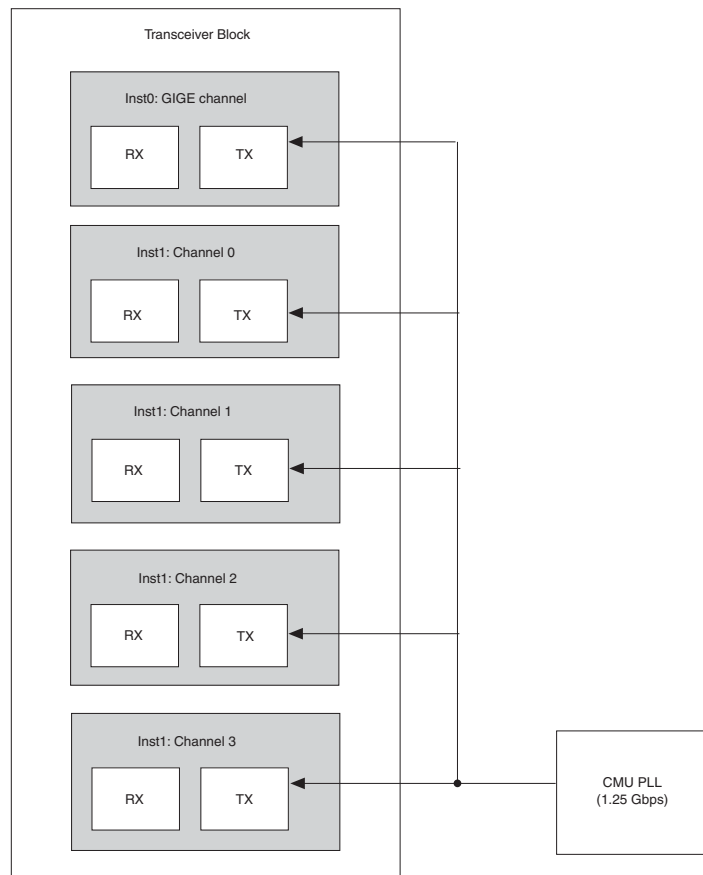 Transceiver Block
Inst0: GIGE channel
RX
TX
Inst1: Channel 0
RX
TX
Inst1: Channel 1
RX
TX
Inst1: Channel 2
RX
TX
Inst1: Channel 3
RX
TX
CMU PLL
(1.25 Gbps)